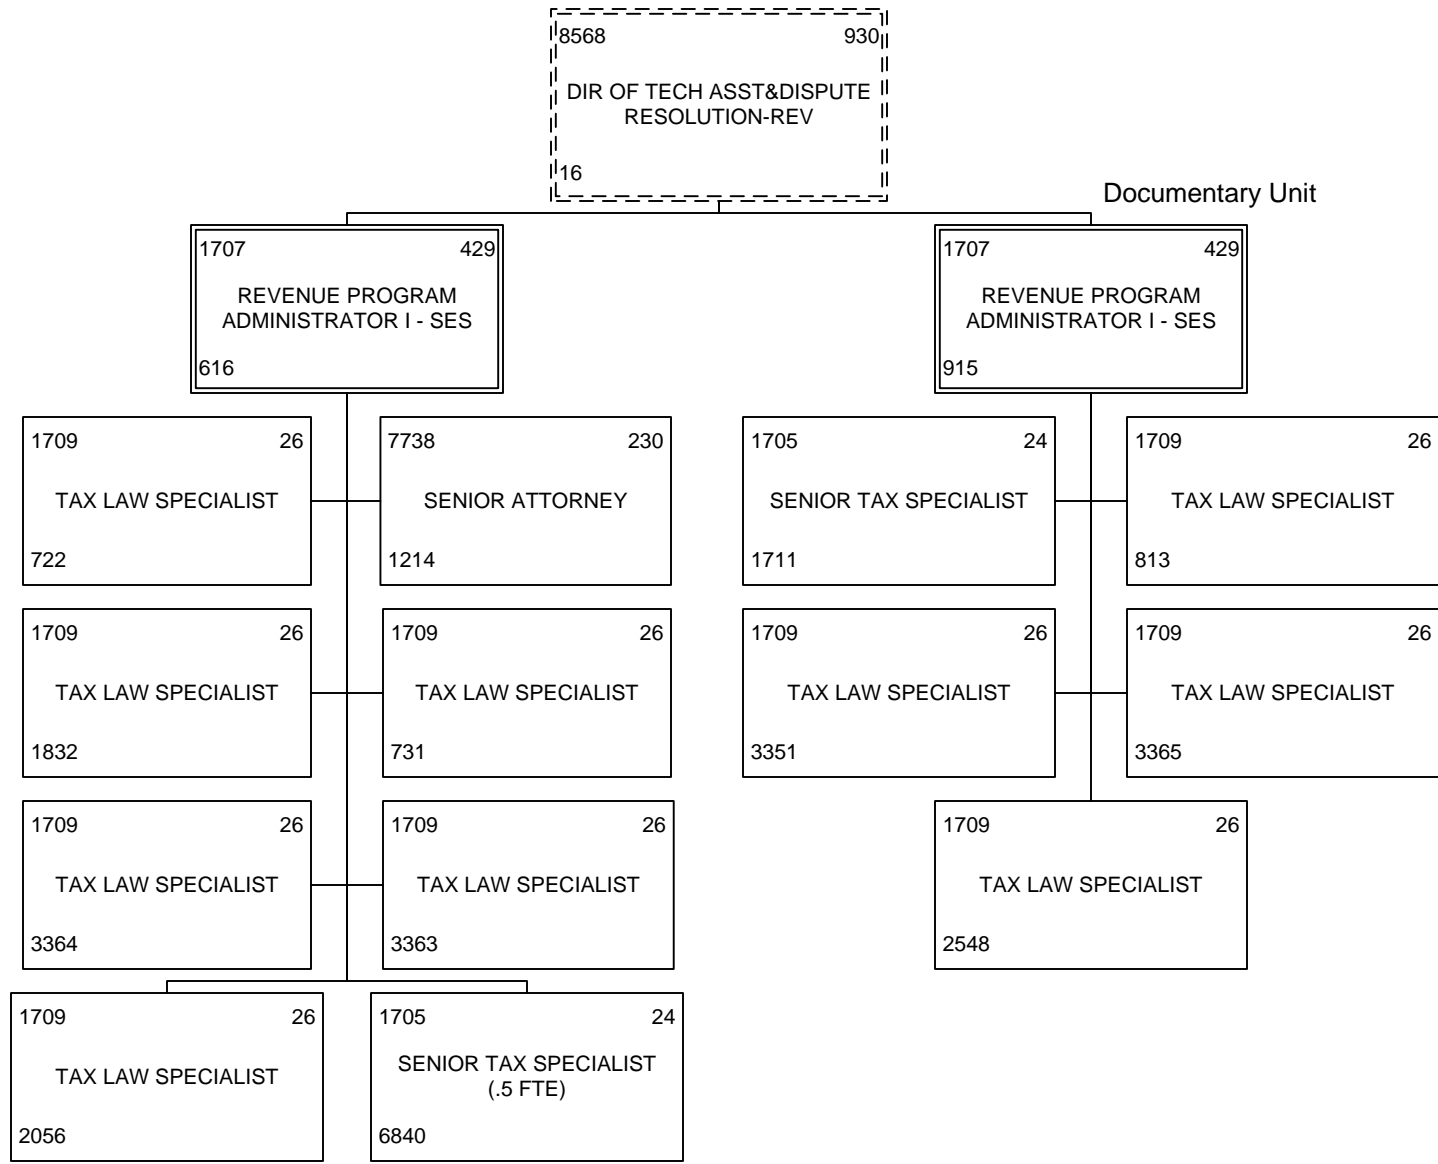 8568 930
DIR OF TECH ASST&DISPUTE
RESOLUTION-REV
16
Documentary Unit
1707 429
REVENUE PROGRAM
ADMINISTRATOR I - SES
616
1707 429
REVENUE PROGRAM
ADMINISTRATOR I - SES
915
1709 26
TAX LAW SPECIALIST
722
7738 230
SENIOR ATTORNEY
1214
1705 24
SENIOR TAX SPECIALIST
1711
1709 26
TAX LAW SPECIALIST
813
1709 26
TAX LAW SPECIALIST
1832
1709 26
TAX LAW SPECIALIST
731
1709 26
TAX LAW SPECIALIST
3351
1709 26
TAX LAW SPECIALIST
3365
1709 26
TAX LAW SPECIALIST
3364
1709 26
TAX LAW SPECIALIST
3363
1709 26
TAX LAW SPECIALIST
2548
1709 26
TAX LAW SPECIALIST
2056
1705 24
SENIOR TAX SPECIALIST
(.5 FTE)
6840